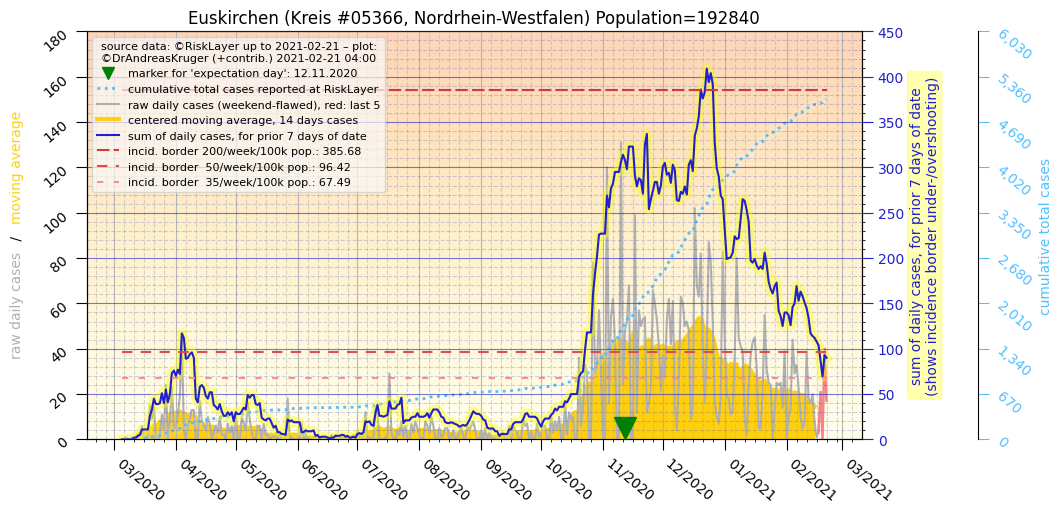 Euskirchen (Kreis #05366, Nordrhein-Westfalen) Population=192840
source data: ©RiskLayer up to 2021-02-21 – plot:
©DrAndreasKruger (+contrib.) 2021-02-21 04:00
marker for 'expectation day': 12.11.2020
cumulative total cases reported at RiskLayer
raw daily cases (weekend-flawed), red: last 5
centered moving average, 14 days cases
sum of daily cases, for prior 7 days of date
incid. border 200/week/100k pop.: 385.68
incid. border  50/week/100k pop.: 96.42
incid. border  35/week/100k pop.: 67.49
raw daily cases  /  moving average
180
160
140
120
100
80
60
40
20
0
03/2020
04/2020
05/2020
06/2020
07/2020
08/2020
09/2020
10/2020
11/2020
12/2020
01/2021
02/2021
03/2021
450
400
350
300
250
200
150
100
50
0
sum of daily cases, for prior 7 days of date
(shows incidence border under-/overshooting)
6,030
5,360
4,690
4,020
3,350
2,680
2,010
1,340
670
0
cumulative total cases